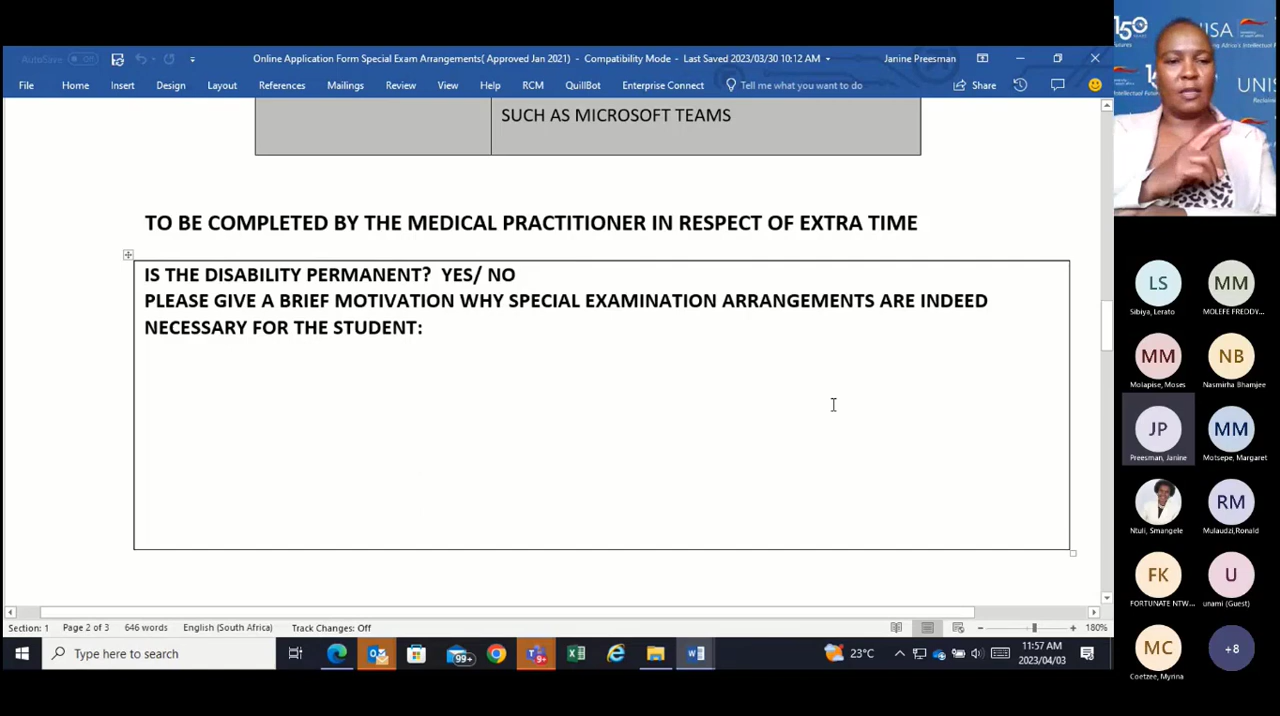 AutoSave Off
Online Application Form Special Exam Arrangements( Approved Jan 2021) - Compatibility Mode - Last Saved 2023/03/30 10:12 AM
Janine Preesman
File Home Insert Design Layout References Mailings Review View Help RCM QuillBot Enterprise Connect Tell me what you want to do Share
SUCH AS MICROSOFT TEAMS
TO BE COMPLETED BY THE MEDICAL PRACTITIONER IN RESPECT OF EXTRA TIME
IS THE DISABILITY PERMANENT? YES/ NO
PLEASE GIVE A BRIEF MOTIVATION WHY SPECIAL EXAMINATION ARRANGEMENTS ARE INDEED
NECESSARY FOR THE STUDENT:
Section: 1 Page 2 of 3 646 words English (South Africa) Track Changes: Off 180%
Type here to search
99+
9+
23°C
11:57 AM
2023/04/03
UNISA
LS MM
Sibiya, Lerato MOLEFE FREDDY...
MM NB
Molapise, Moses Nasmirha Bhamjee
JP MM
Preesman, Janine Motsepe, Margaret
RM
Ntuli, Smangele Mulaudzi,Ronald
FK U
FORTUNATE NTW... unami (Guest)
MC +8
Coetzee, Myrina